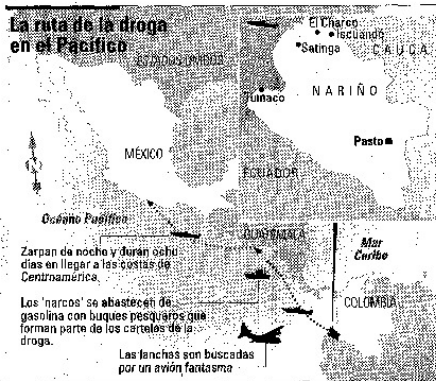 La ruta de la droga
en el Pacífico
ESTADOS UNIDOS
El Charco
Iscuandé
Satinga
CAUCA
NARIÑO
Tumaco
Pasto
MÉXICO
ECUADOR
Océano Pacífico
GUATEMALA
Mar
Caribe
Zarpan de noche y duran ocho
días en llegar a las costas de
Centroamérica.
COLOMBIA
Los 'narcos' se abastecen de
gasolina con buques pesqueros que
forman parte de los carteles de la
droga.
Las lanchas son buscadas
por un avión fantasma